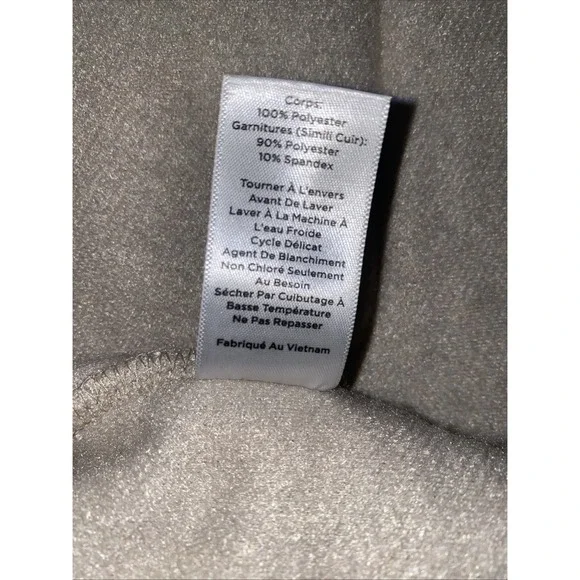 Corps:
100% Polyester
Garnitures (Simili Cuir):
90% Polyester
10% Spandex
Tourner À L'envers
Avant De Laver
Laver À La Machine À
L'eau Froide
Cycle Délicat
Agent De Blanchiment
Non Chloré Seulement
Au Besoin
Sécher Par Culbutage À
Basse Température
Ne Pas Repasser
Fabriqué Au Vietnam